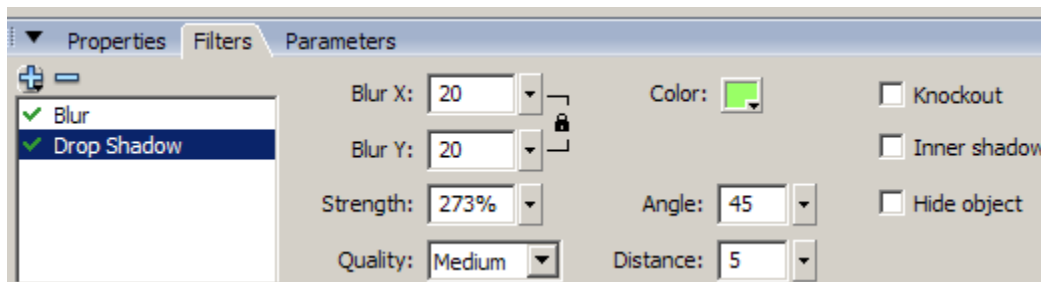 Properties Filters Parameters
Blur
Drop Shadow
Blur X: 20
Blur Y: 20
Strength: 273%
Quality: Medium
Color:
Angle: 45
Distance: 5
Knockout
Inner shadow
Hide object